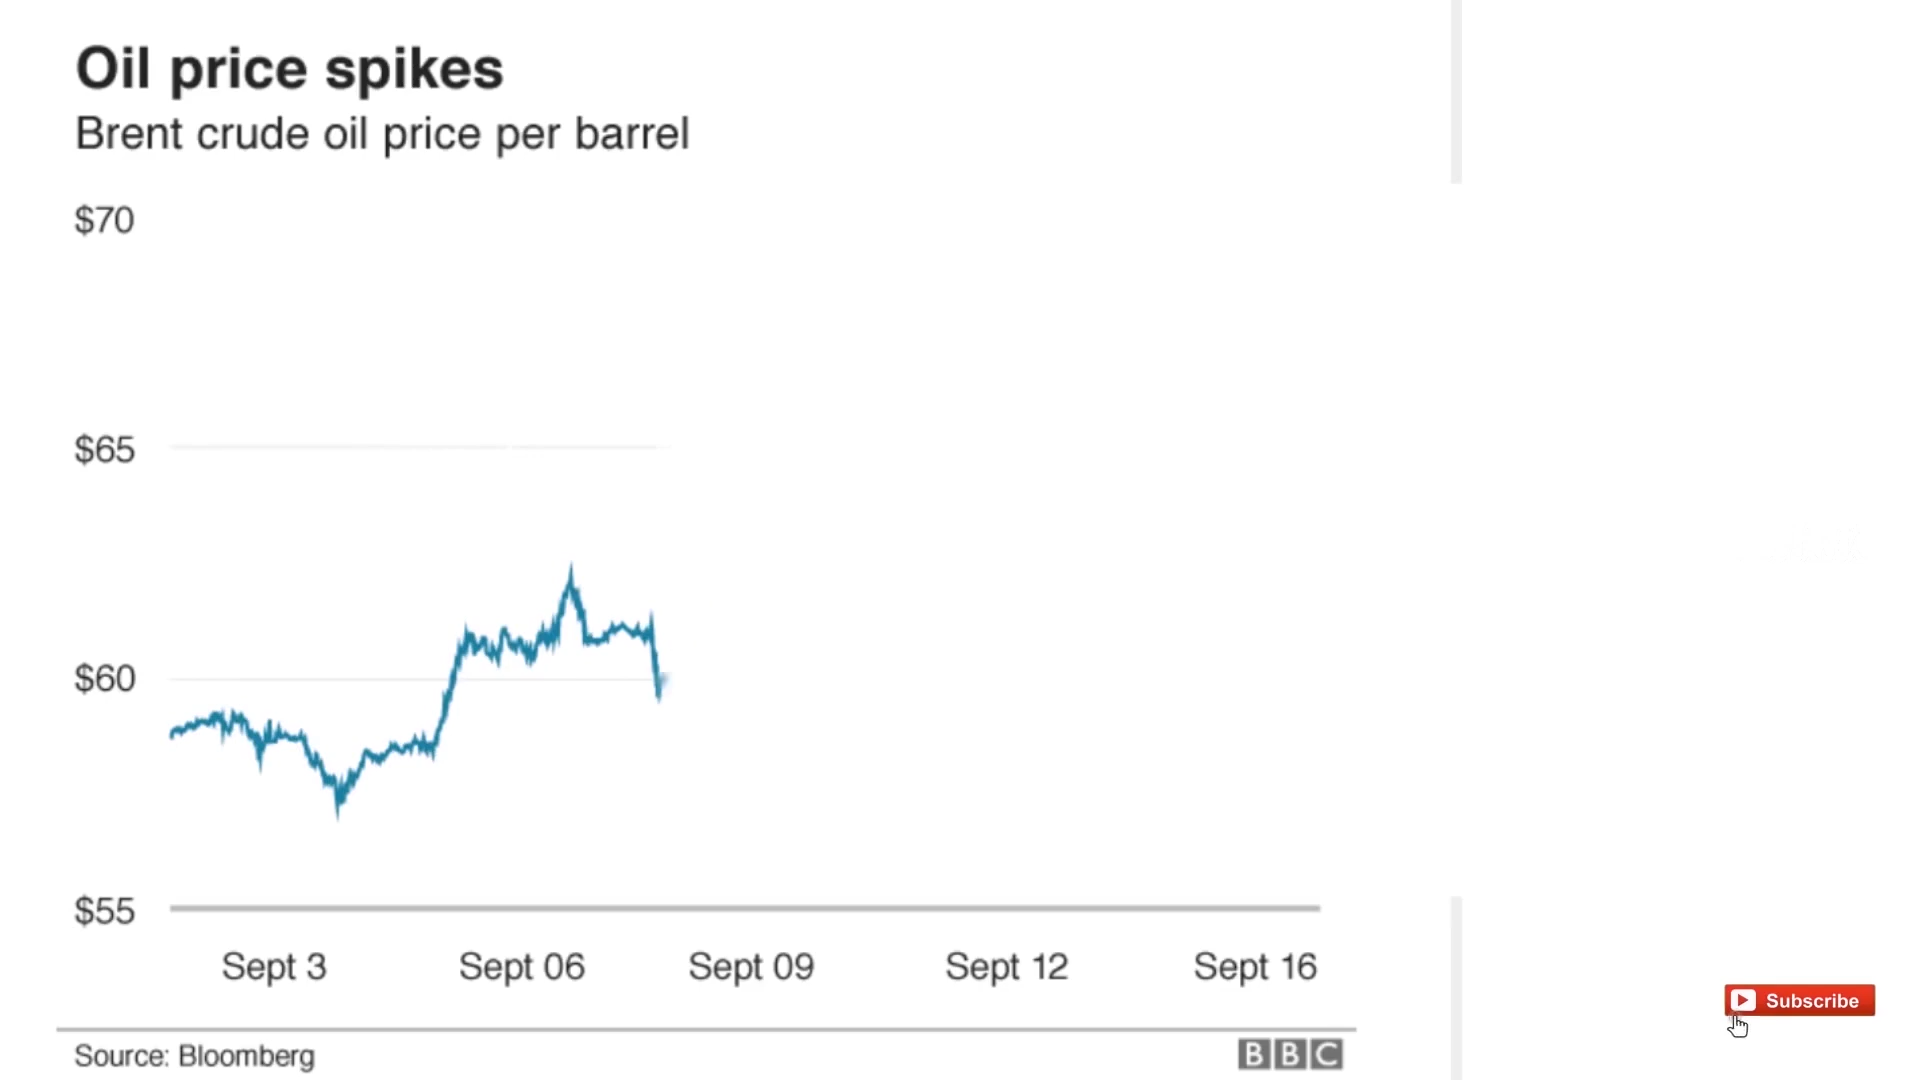 Oil price spikes
Brent crude oil price per barrel
$70
$65
$60
$55
Sept 3 Sept 06 Sept 09 Sept 12 Sept 16
Source: Bloomberg BBC
Subscribe